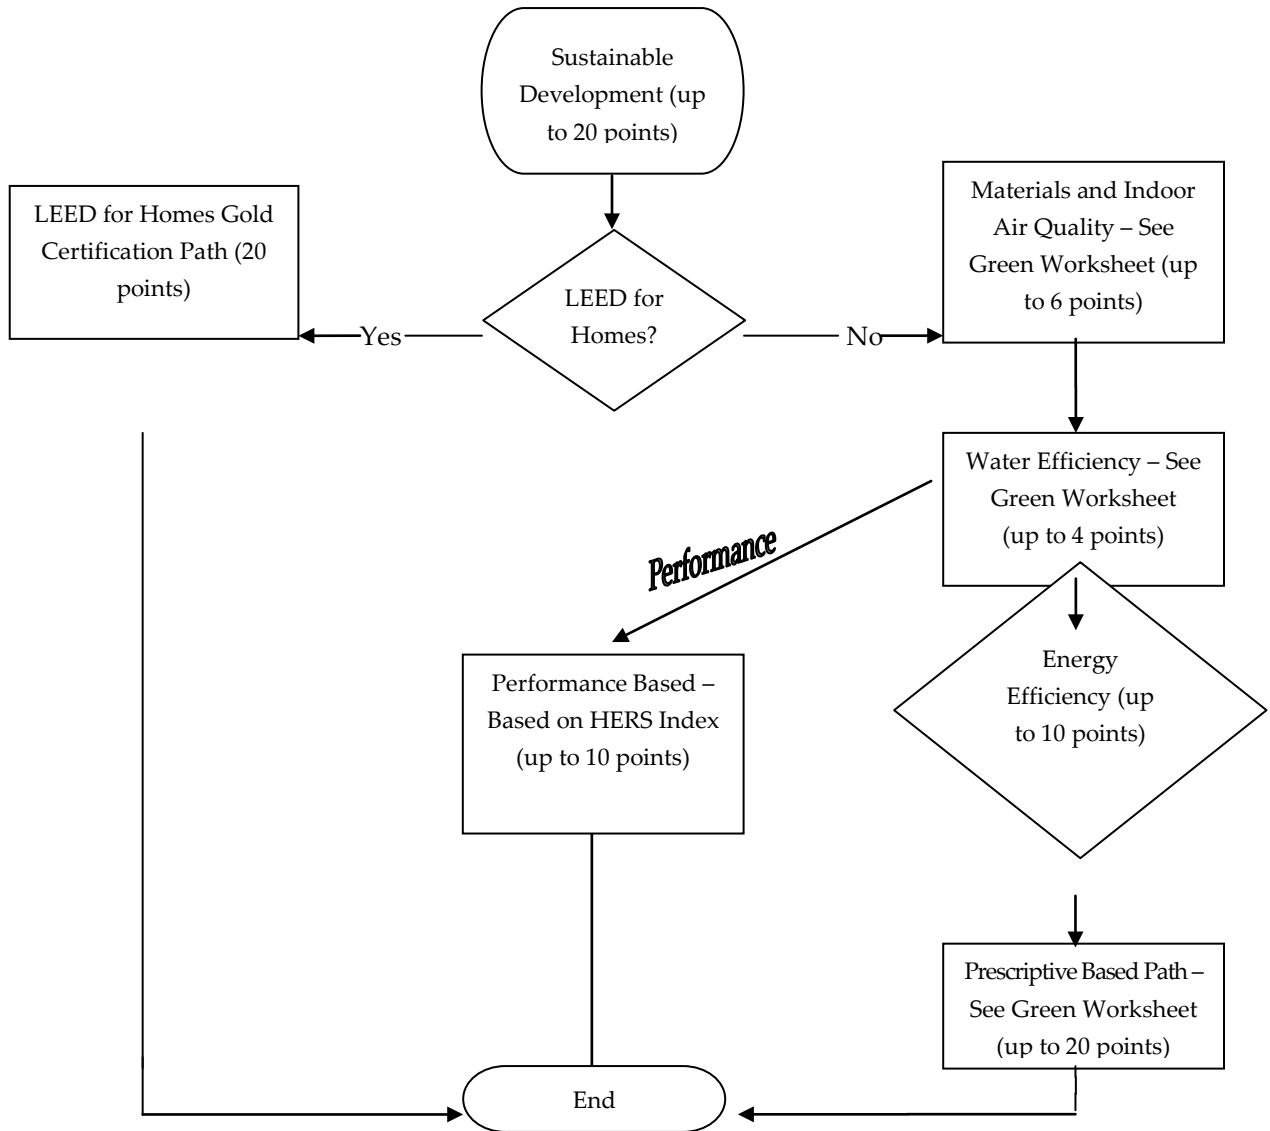 Sustainable
Development (up
to 20 points)
LEED for Homes Gold
Certification Path (20
points)
Materials and Indoor
Air Quality – See
Green Worksheet (up
to 6 points)
LEED for
Homes?
Yes
No
Water Efficiency – See
Green Worksheet
(up to 4 points)
Performance
Energy
Efficiency (up
to 10 points)
Performance Based –
Based on HERS Index
(up to 10 points)
Prescriptive Based Path –
See Green Worksheet
(up to 20 points)
End